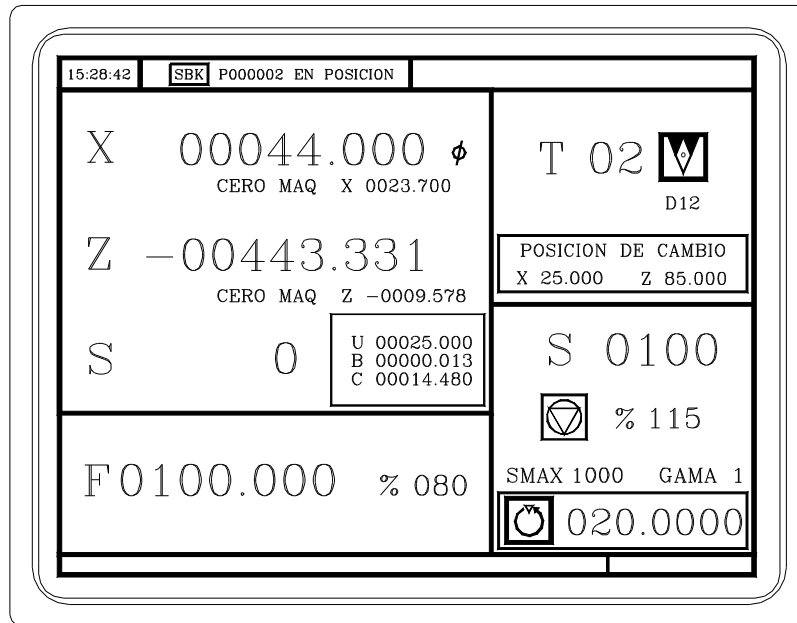 15:28:42 SBK P000002 EN POSICION
X 00044.000 ϕ
CERO MAQ X 0023.700
Z -00443.331
CERO MAQ Z -0009.578
S 0
U 00025.000
B 00000.013
C 00014.480
F0100.000 % 080
T 02
D12
POSICION DE CAMBIO
X 25.000 Z 85.000
S 0100
% 115
SMAX 1000 GAMA 1
020.0000